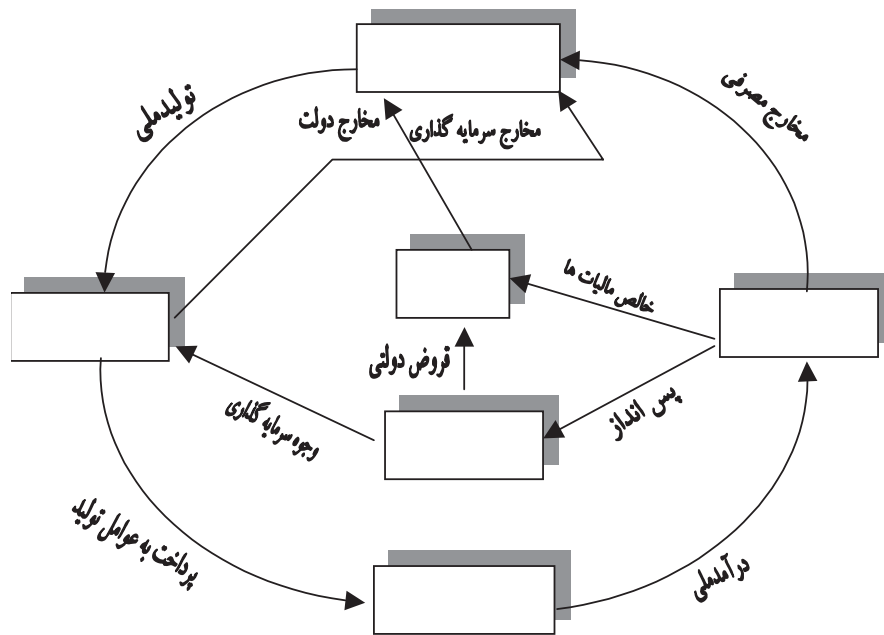 تولیدملی
مخارج مصرفی
مخارج دولت
مخارج سرمایه گذاری
خالص مالیات ها
قروض دولتی
پس انداز
وجوه سرمایه گذاری
پرداخت به عوامل تولید
درآمدملی